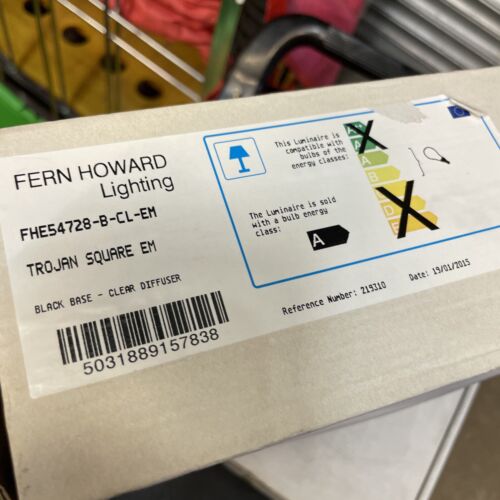 FERN HOWARD
Lighting
FHE54728-B-CL-EM
TROJAN SQUARE EM
BLACK BASE - CLEAR DIFFUSER
5031889157838
This Luminaire is
compatible with
bulbs of the
energy classes:
A
A
B
D
E
The Luminaire is sold
with a bulb energy
class:
A
Reference Number: 219310
Date: 19/01/2015